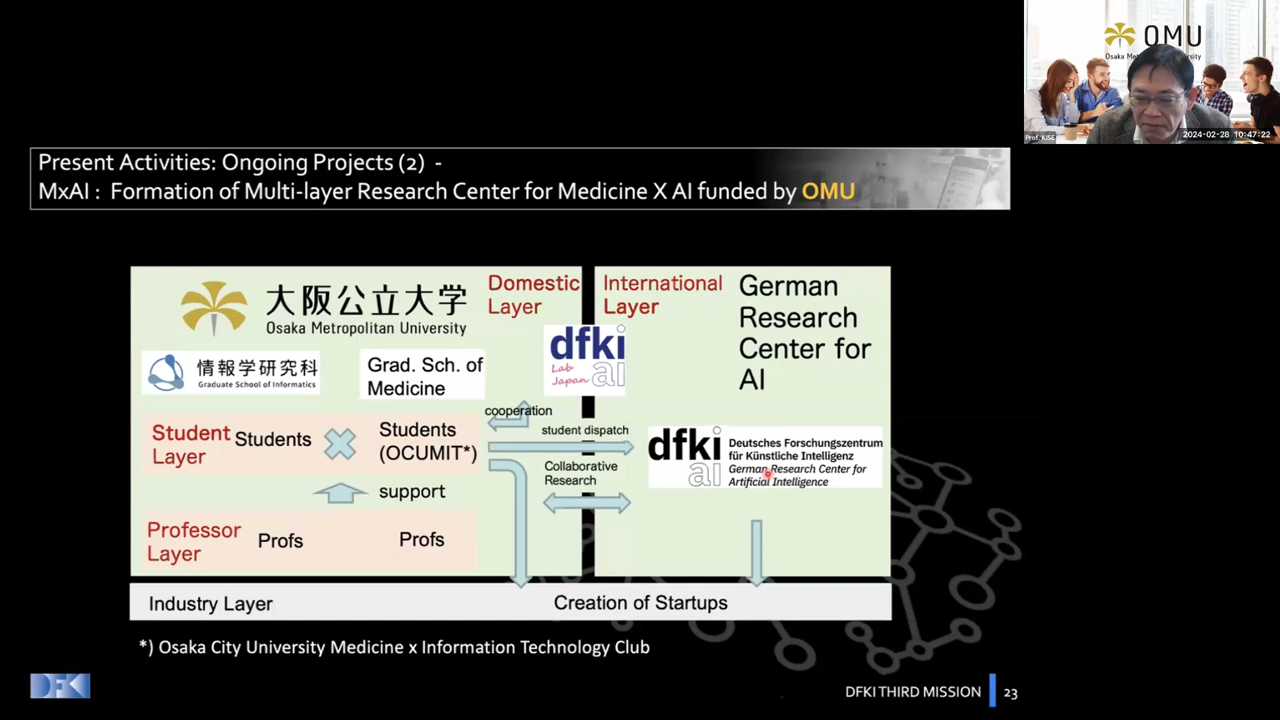 OMU
Osaka Met
ersity
Prof. KISE
2024-02-28 10:47:22
Present Activities: Ongoing Projects (2) -
MxAI : Formation of Multi-layer Research Center for Medicine X AI funded by OMU
大阪公立大学
Osaka Metropolitan University
Domestic
Layer
International
Layer
German
Research
Center for
AI
dfki
ai
Lab
Japan
情報学研究科
Graduate School of Informatics
Grad. Sch. of
Medicine
cooperation
student dispatch
Student
Layer
Students
Students
(OCUMIT*)
Collaborative
Research
dfki
ai
Deutsches Forschungszentrum
für Künstliche Intelligenz
German Research Center for
Artificial Intelligence
support
Professor
Layer
Profs
Profs
Industry Layer
Creation of Startups
*) Osaka City University Medicine x Information Technology Club
DFKI
DFKI THIRD MISSION
23